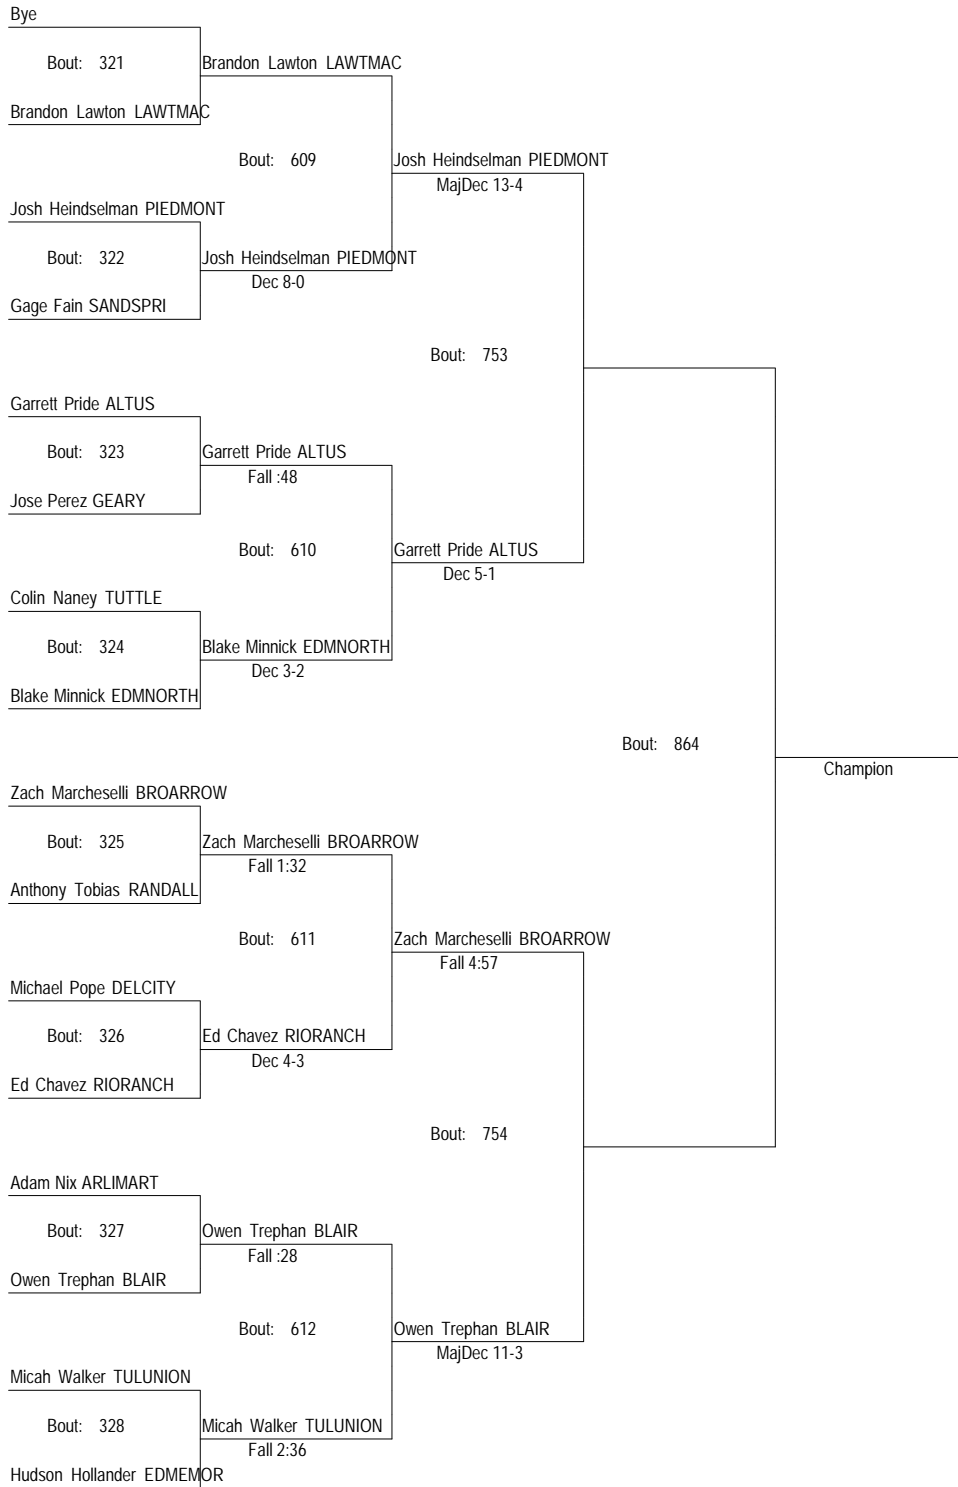 Bye
Bout: 321
Brandon Lawton LAWTMAC
Brandon Lawton LAWTMAC
Bout: 609
Josh Heindselman PIEDMONT
MajDec 13-4
Josh Heindselman PIEDMONT
Bout: 322
Josh Heindselman PIEDMONT
Dec 8-0
Gage Fain SANDSPRI
Bout: 753
Garrett Pride ALTUS
Bout: 323
Garrett Pride ALTUS
Fall :48
Jose Perez GEARY
Bout: 610
Garrett Pride ALTUS
Dec 5-1
Colin Naney TUTTLE
Bout: 324
Blake Minnick EDMNORTH
Dec 3-2
Blake Minnick EDMNORTH
Bout: 864
Champion
Zach Marcheselli BROARROW
Bout: 325
Zach Marcheselli BROARROW
Fall 1:32
Anthony Tobias RANDALL
Bout: 611
Zach Marcheselli BROARROW
Fall 4:57
Michael Pope DELCITY
Bout: 326
Ed Chavez RIORANCH
Dec 4-3
Ed Chavez RIORANCH
Bout: 754
Adam Nix ARLIMART
Bout: 327
Owen Trephan BLAIR
Fall :28
Owen Trephan BLAIR
Bout: 612
Owen Trephan BLAIR
MajDec 11-3
Micah Walker TULUNION
Bout: 328
Micah Walker TULUNION
Fall 2:36
Hudson Hollander EDMEMOR